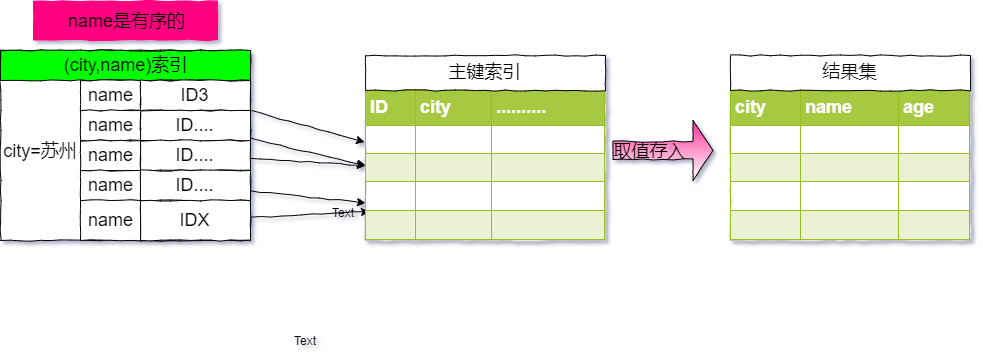 name是有序的
(city,name)索引
city=苏州
name ID3
name ID....
name ID....
name ID....
name IDX
Text
主键索引
ID city ..........
取值存入
结果集
city name age
Text